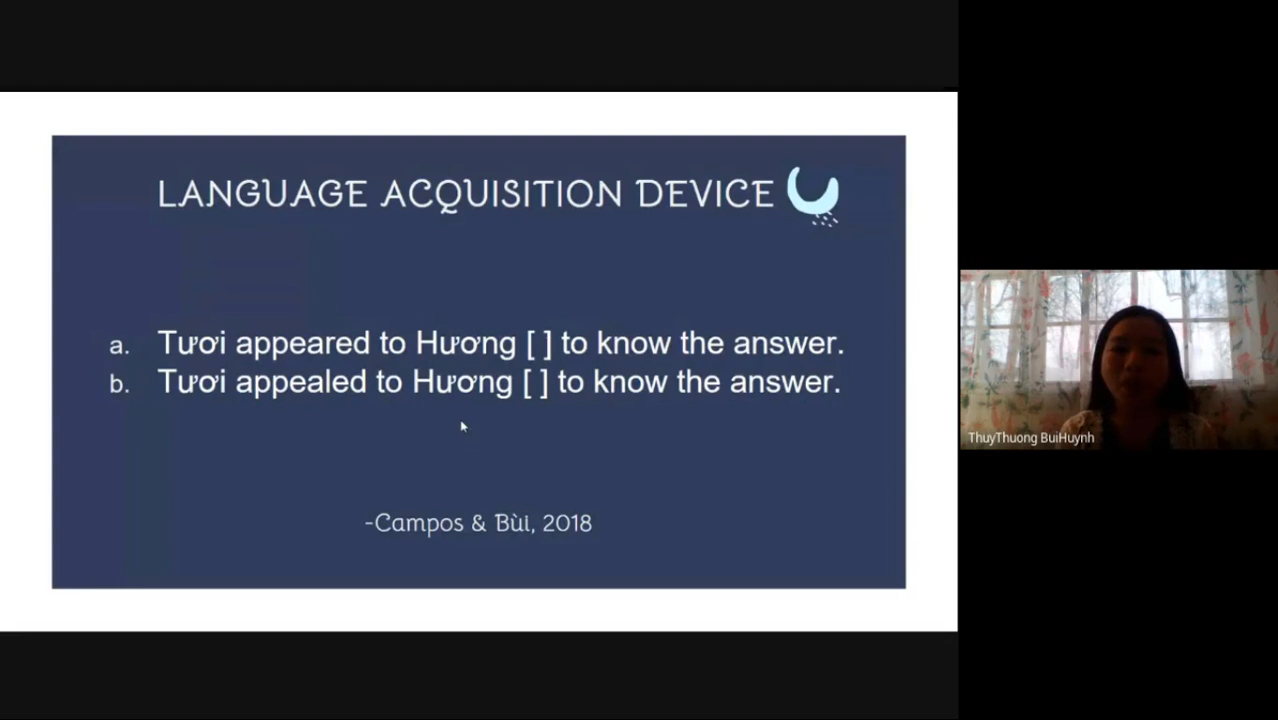 LANGUAGE ACQUISITION DEVICE
a. Tươi appeared to Hương [ ] to know the answer.
b. Tươi appealed to Hương [ ] to know the answer.
-Campos & Bùi, 2018
ThuyThuong BuiHuynh